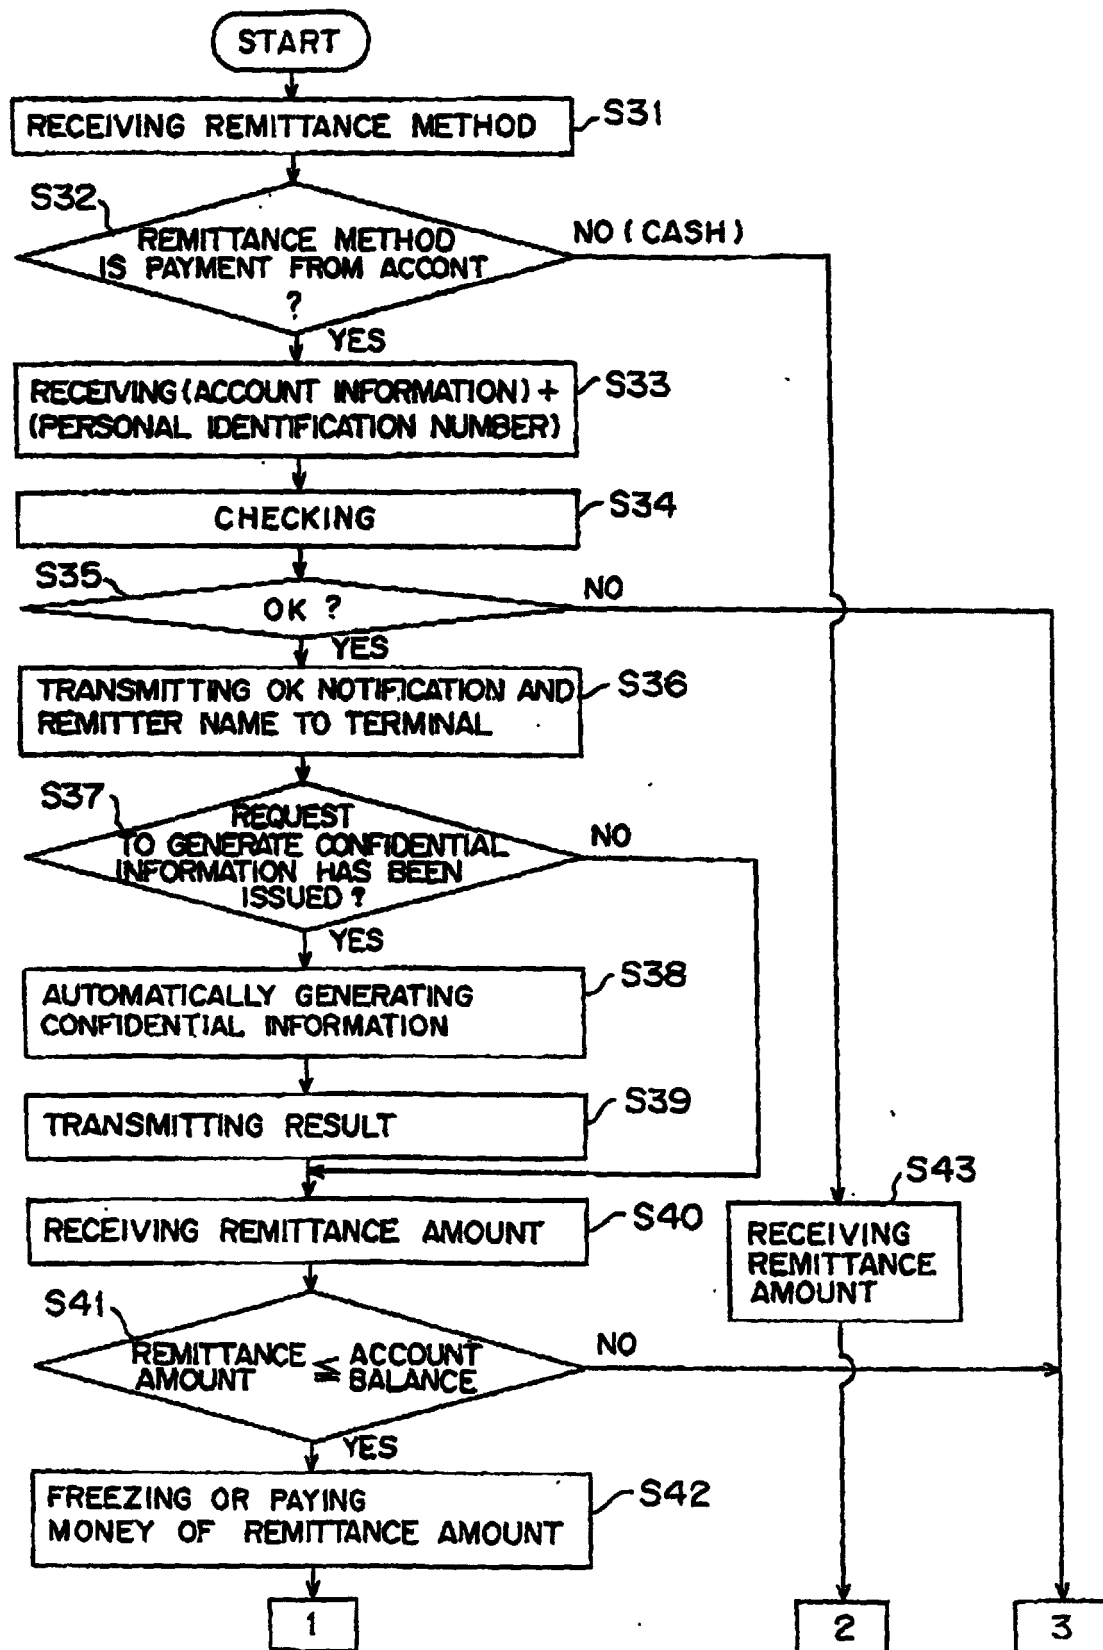 START
RECEIVING REMITTANCE METHOD
S31
S32
REMITTANCE METHOD
IS PAYMENT FROM ACCONT
?
NO (CASH)
YES
RECEIVING (ACCOUNT INFORMATION) +
(PERSONAL IDENTIFICATION NUMBER)
S33
CHECKING
S34
S35
OK ?
NO
YES
TRANSMITTING OK NOTIFICATION AND
REMITTER NAME TO TERMINAL
S36
S37
REQUEST
TO GENERATE CONFIDENTIAL
INFORMATION HAS BEEN
ISSUED ?
NO
YES
AUTOMATICALLY GENERATING
CONFIDENTIAL INFORMATION
S38
TRANSMITTING RESULT
S39
RECEIVING REMITTANCE AMOUNT
S40
S43
RECEIVING
REMITTANCE
AMOUNT
S41
REMITTANCE AMOUNT ≦ ACCOUNT BALANCE
NO
YES
FREEZING OR PAYING
MONEY OF REMITTANCE AMOUNT
S42
1
2
3